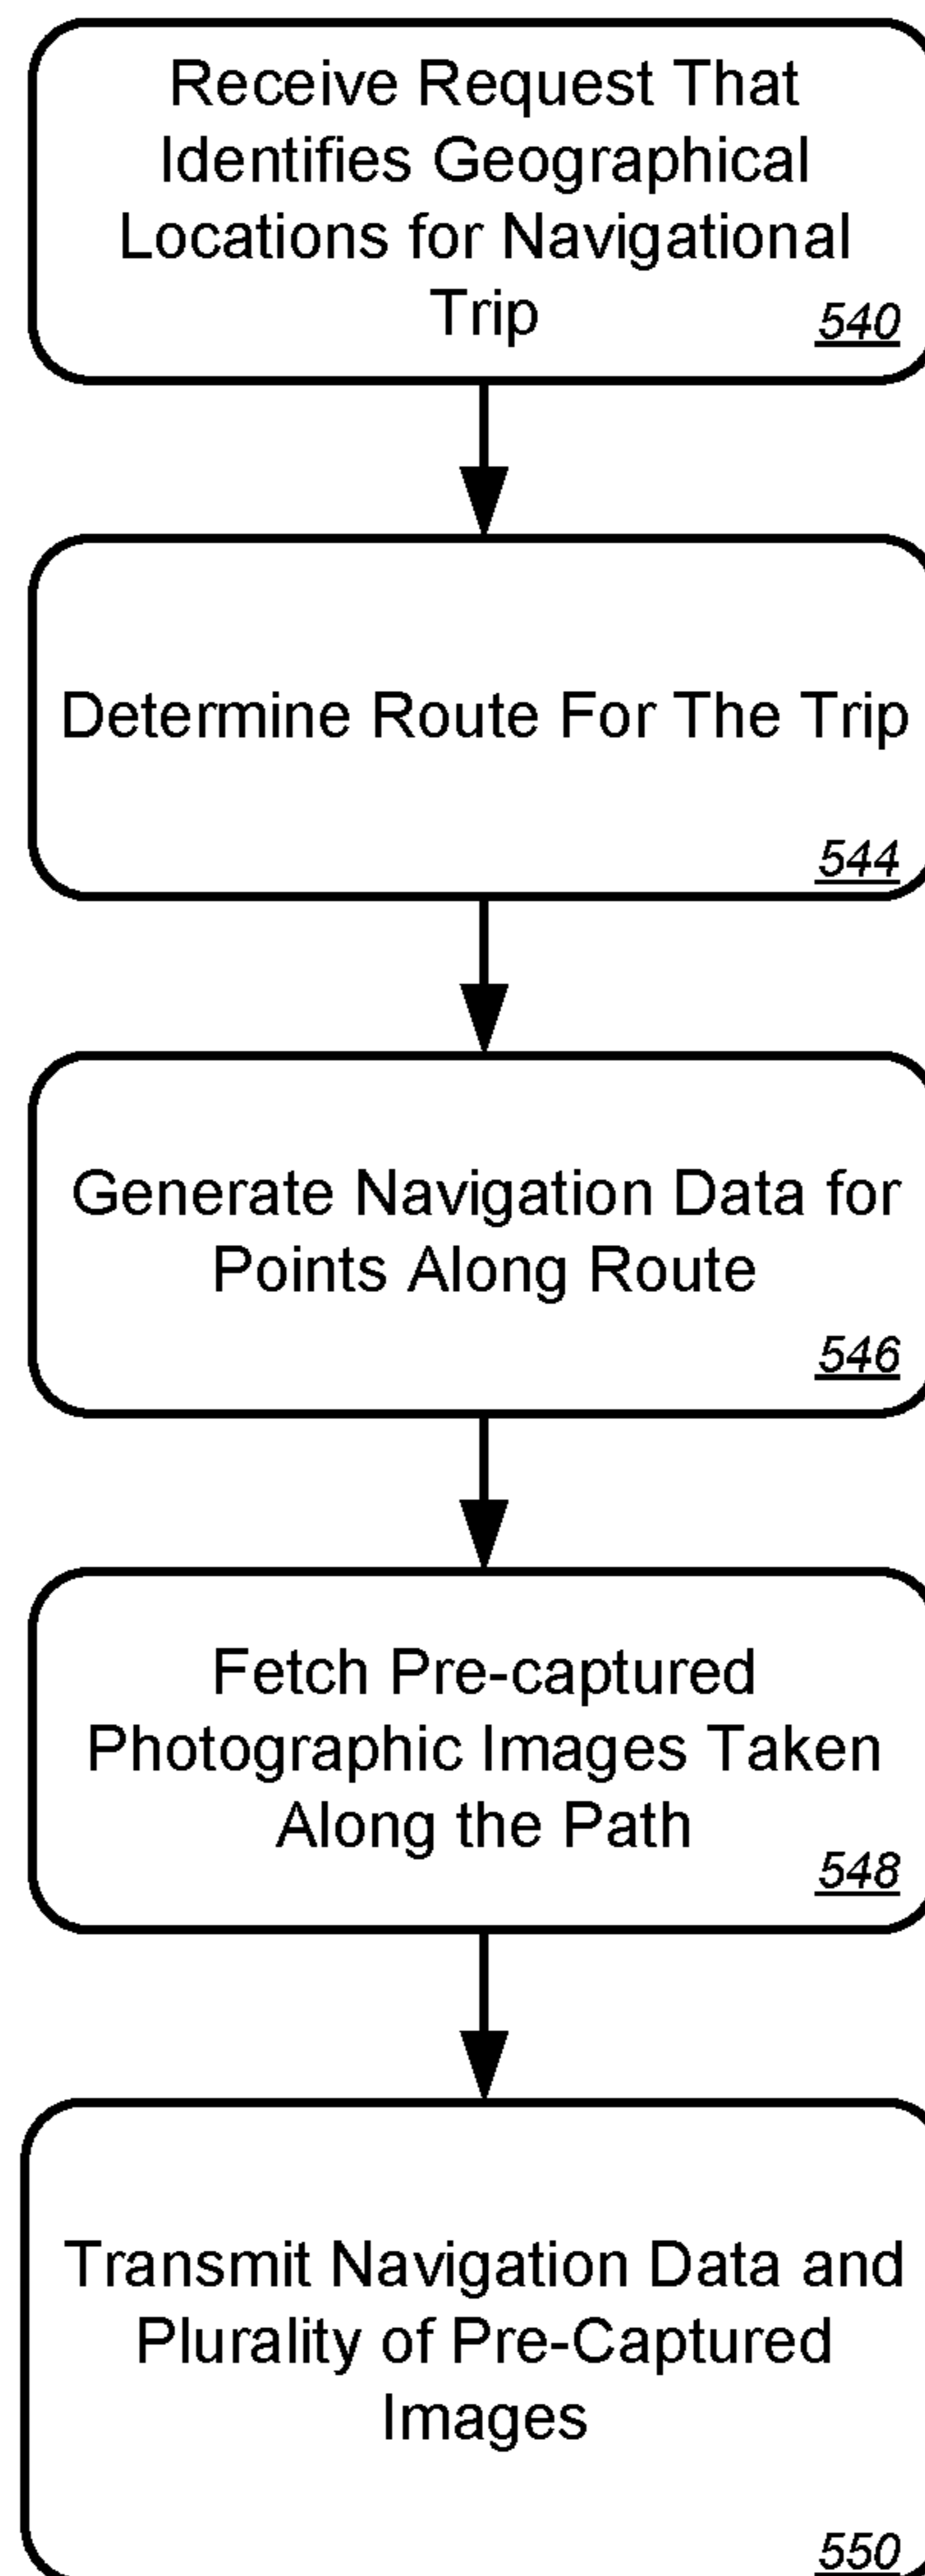 Receive Request That
Identifies Geographical
Locations for Navigational
Trip
540
Determine Route For The Trip
544
Generate Navigation Data for
Points Along Route
546
Fetch Pre-captured
Photographic Images Taken
Along the Path
548
Transmit Navigation Data and
Plurality of Pre-Captured
Images
550